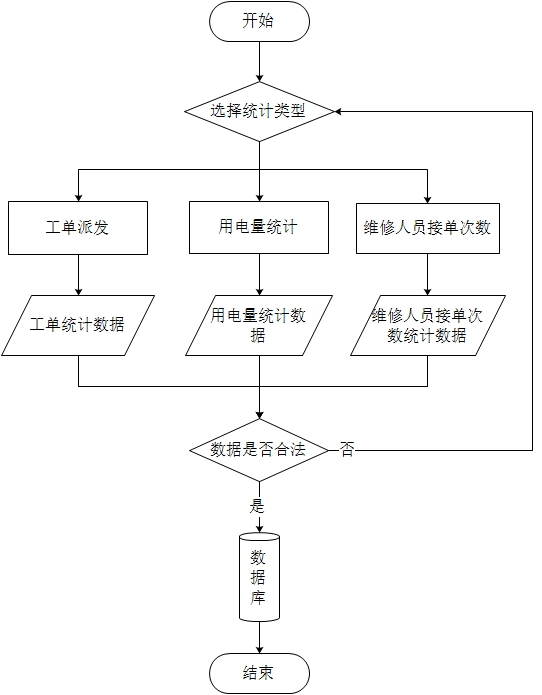 开始
选择统计类型
工单派发
用电量统计
维修人员接单次数
工单统计数据
用电量统计数
据
维修人员接单次
数统计数据
数据是否合法
否
是
数
据
库
结束